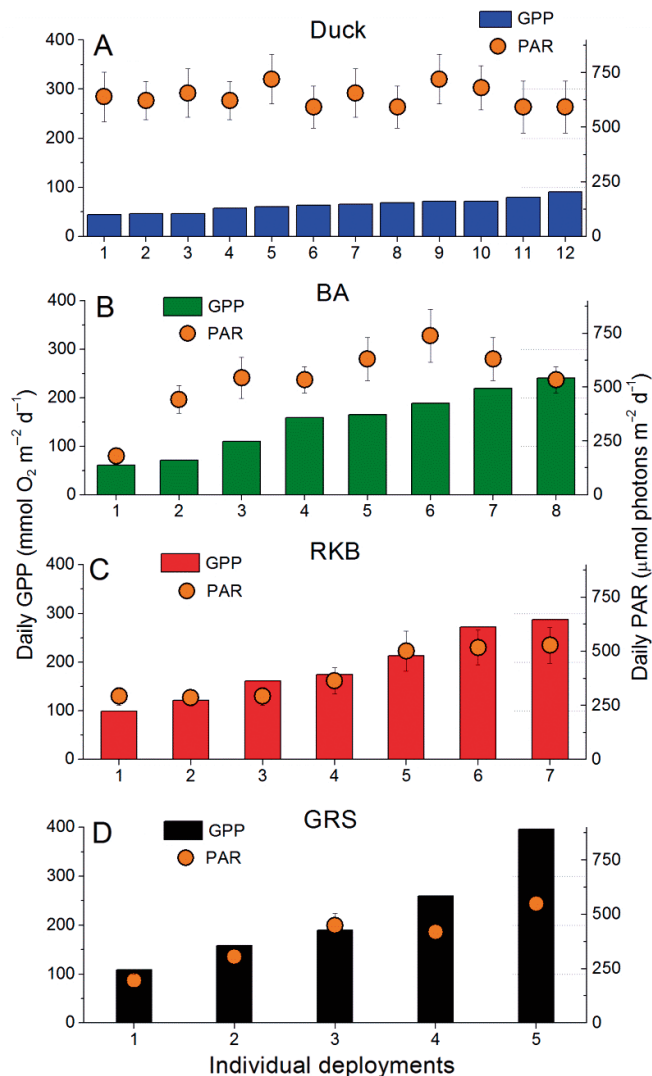 A
Duck
GPP
PAR
400
300
200
100
0
750
500
250
0
1 2 3 4 5 6 7 8 9 10 11 12
B
BA
GPP
PAR
400
300
200
100
0
750
500
250
0
1 2 3 4 5 6 7 8
Daily GPP (mmol O₂ m⁻² d⁻¹)
Daily PAR (μmol photons m⁻² d⁻¹)
C
RKB
GPP
PAR
400
300
200
100
0
750
500
250
0
1 2 3 4 5 6 7
D
GRS
GPP
PAR
400
300
200
100
0
750
500
250
0
1 2 3 4 5
Individual deployments